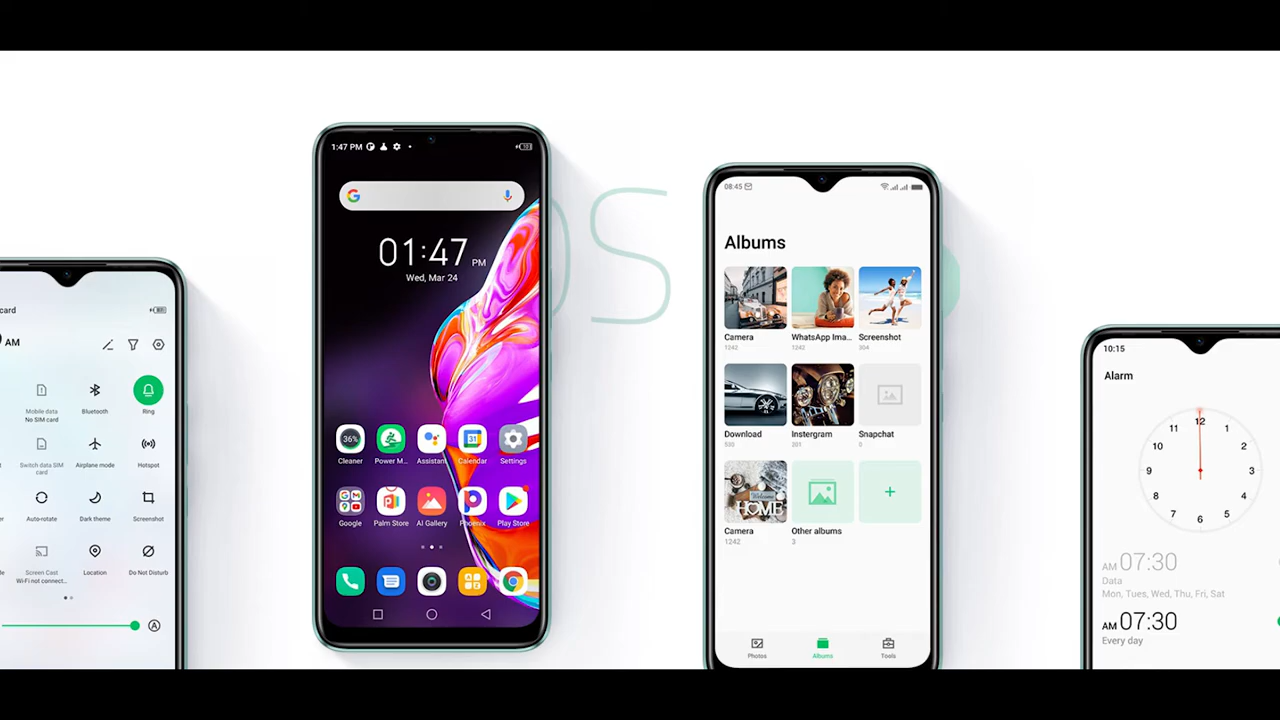 card
AM
Mobile data
No SIM card
Bluetooth
Ring
Switch data SIM
card
Airplane mode
Hotspot
Auto-rotate
Dark theme
Screenshot
Screen Cast
Wi-Fi not connect...
Location
Do Not Disturb
A
1:47 PM
G
01:47 PM
Wed, Mar 24
36%
31
Cleaner
Power M...
Assistant
Calendar
Settings
Google
Palm Store
AI Gallery
Phoenix
Play Store
OS
08:45
Albums
Camera
WhatsApp Ima...
Screenshot
1242
1242
304
Download
Instergram
Snapchat
535
201
0
HOME
Camera
Other albums
1242
3
Photos
Albums
Tools
10:15
Alarm
12
11
1
10
2
9
3
8
4
7
5
6
AM 07:30
Data
Mon, Tues, Wed, Thu, Fri, Sat
AM 07:30
Every day